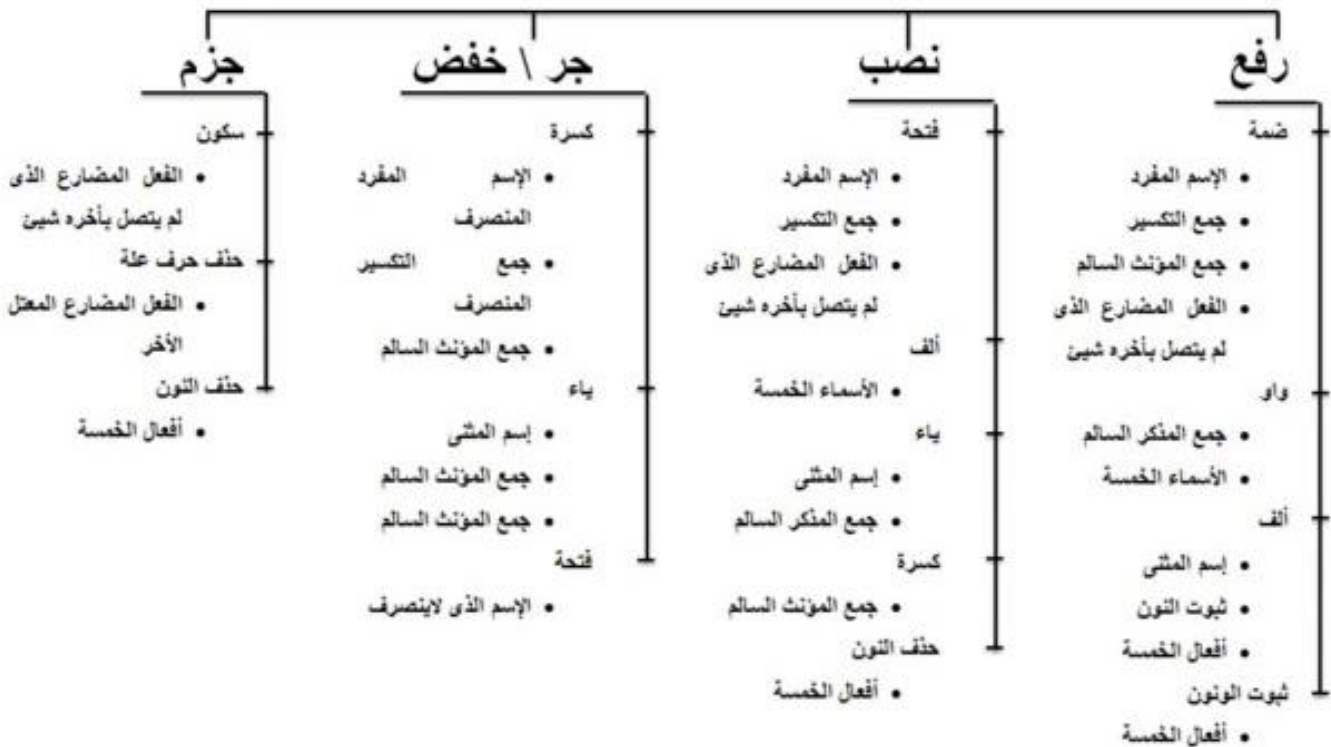 رفع
ضمة
• الإسم المفرد
• جمع التكسير
• جمع المؤنث السالم
• الفعل المضارع الذى
لم يتصل بأخره شيئ
واو
• جمع المذكر السالم
• الأسماء الخمسة
ألف
• إسم المثنى
• ثبوت النون
• أفعال الخمسة
ثبوت الونون
• أفعال الخمسة
نصب
فتحة
• الإسم المفرد
• جمع التكسير
• الفعل المضارع الذى
لم يتصل بأخره شيئ
ألف
• الأسماء الخمسة
ياء
• إسم المثنى
• جمع المذكر السالم
كسرة
• جمع المؤنث السالم
حذف النون
• أفعال الخمسة
جر \ خفض
كسرة
• الإسم المفرد
المنصرف
• جمع التكسير
المنصرف
• جمع المؤنث السالم
ياء
• إسم المثنى
• جمع المؤنث السالم
• جمع المؤنث السالم
فتحة
• الإسم الذى لاينصرف
جزم
سكون
• الفعل المضارع الذى
لم يتصل بأخره شيئ
حذف حرف علة
• الفعل المضارع المعتل
الأخر
حذف النون
• أفعال الخمسة